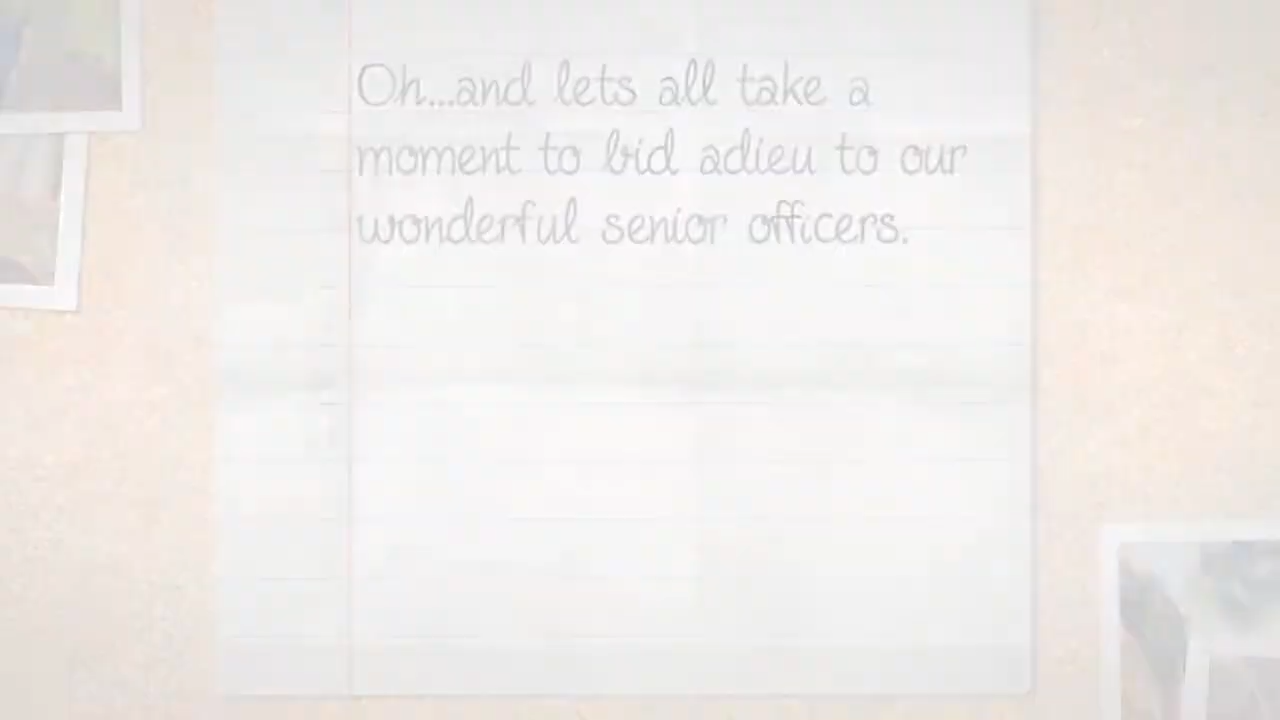 Oh...and lets all take a
moment to bid adieu to our
wonderful senior officers.